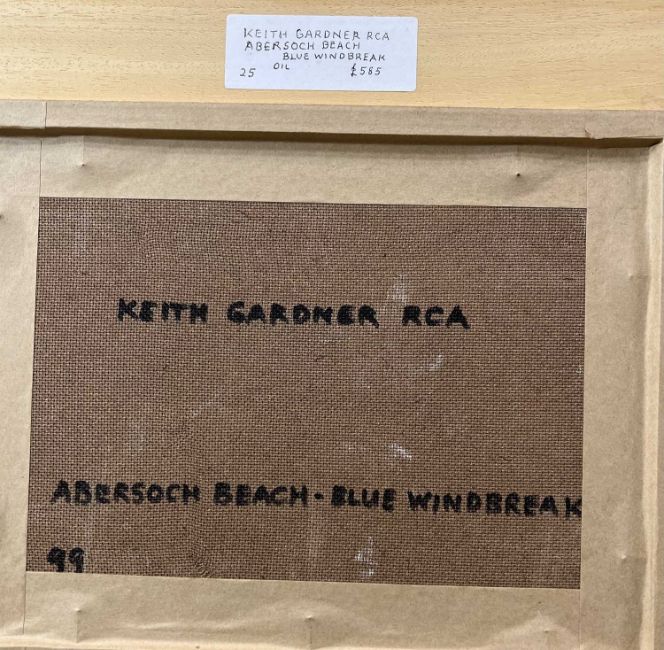 KEITH GARDNER RCA
ABERSOCH BEACH
BLUE WINDBREAK
OIL
25 £585
KEITH GARDNER RCA
ABERSOCH BEACH · BLUE WINDBREAK
99